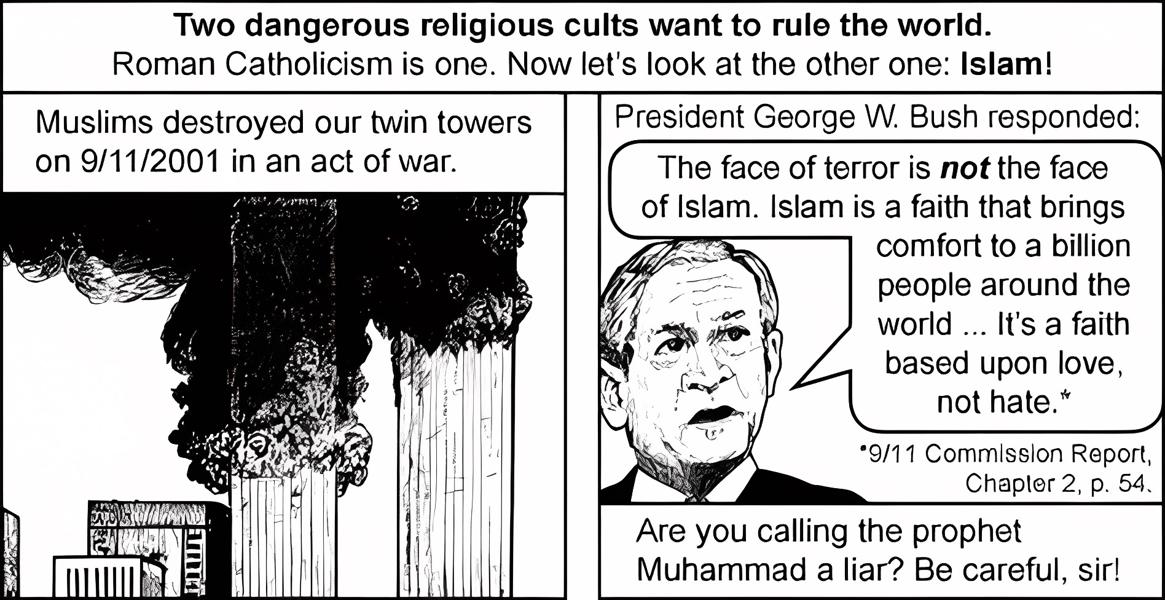 Two dangerous religious cults want to rule the world.
Roman Catholicism is one. Now let's look at the other one: Islam!
Muslims destroyed our twin towers
on 9/11/2001 in an act of war.
President George W. Bush responded:
The face of terror is not the face
of Islam. Islam is a faith that brings
comfort to a billion
people around the
world ... It's a faith
based upon love,
not hate.*
*9/11 Commission Report,
Chapter 2, p. 54.
Are you calling the prophet
Muhammad a liar? Be careful, sir!